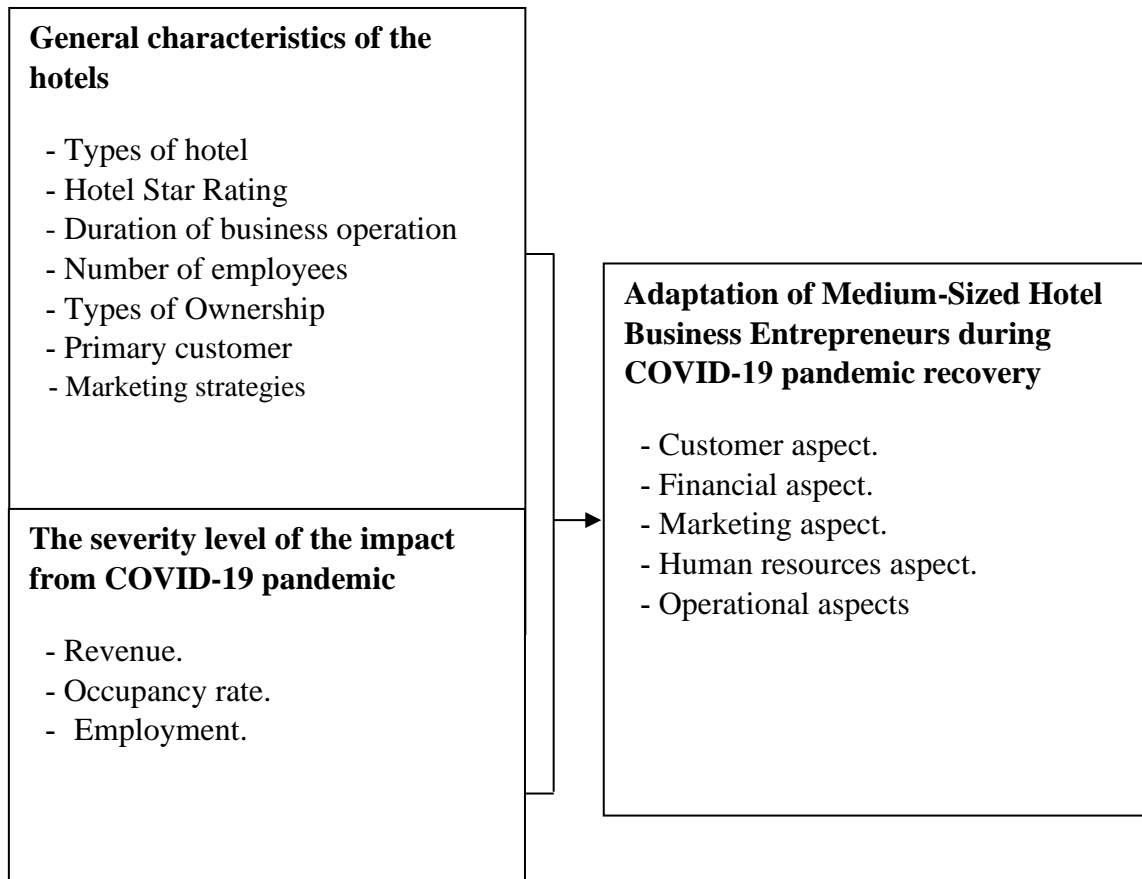 General characteristics of the
hotels
- Types of hotel
- Hotel Star Rating
- Duration of business operation
- Number of employees
- Types of Ownership
- Primary customer
- Marketing strategies
The severity level of the impact
from COVID-19 pandemic
- Revenue.
- Occupancy rate.
- Employment.
Adaptation of Medium-Sized Hotel
Business Entrepreneurs during
COVID-19 pandemic recovery
- Customer aspect.
- Financial aspect.
- Marketing aspect.
- Human resources aspect.
- Operational aspects